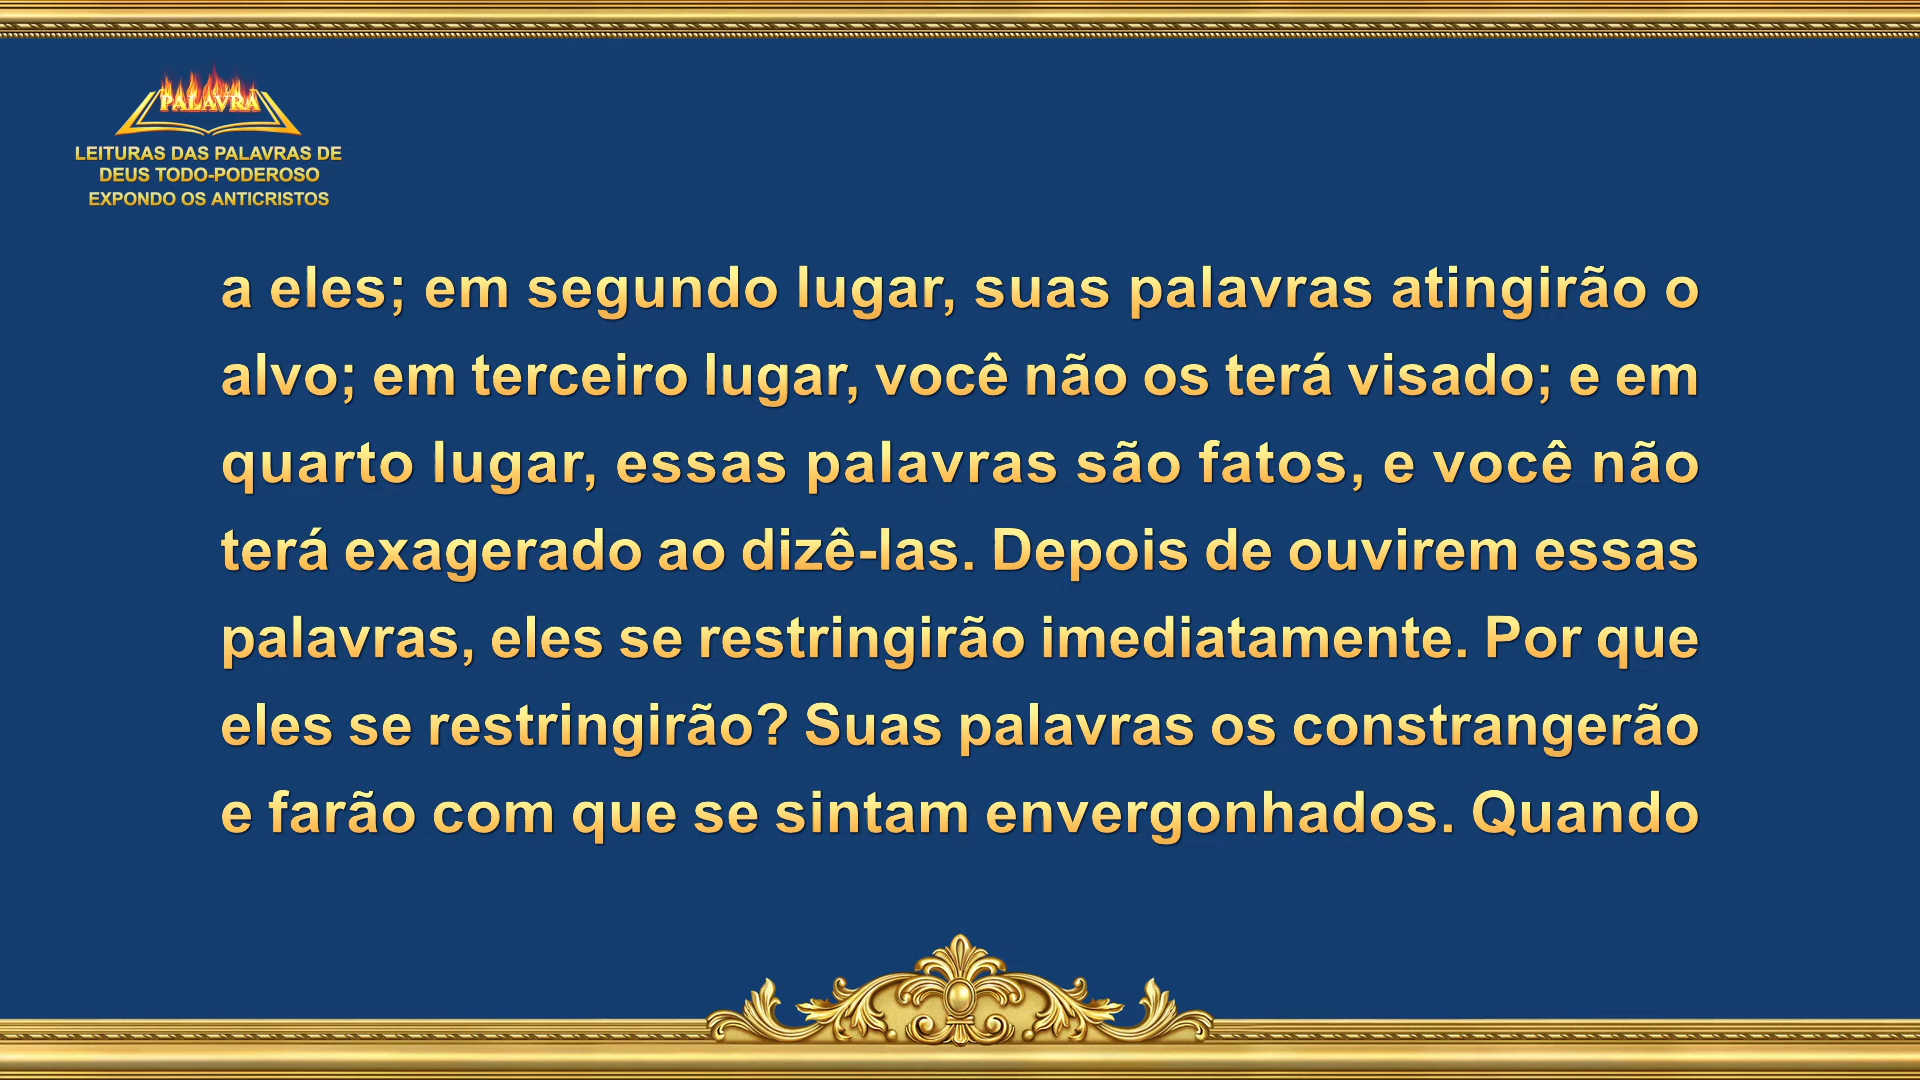 PALAVRA
LEITURAS DAS PALAVRAS DE
DEUS TODO-PODEROSO
EXPONDO OS ANTICRISTOS
a eles; em segundo lugar, suas palavras atingirão o
alvo; em terceiro lugar, você não os terá visado; e em
quarto lugar, essas palavras são fatos, e você não
terá exagerado ao dizê-las. Depois de ouvirem essas
palavras, eles se restringirão imediatamente. Por que
eles se restringirão? Suas palavras os constrangerão
e farão com que se sintam envergonhados. Quando